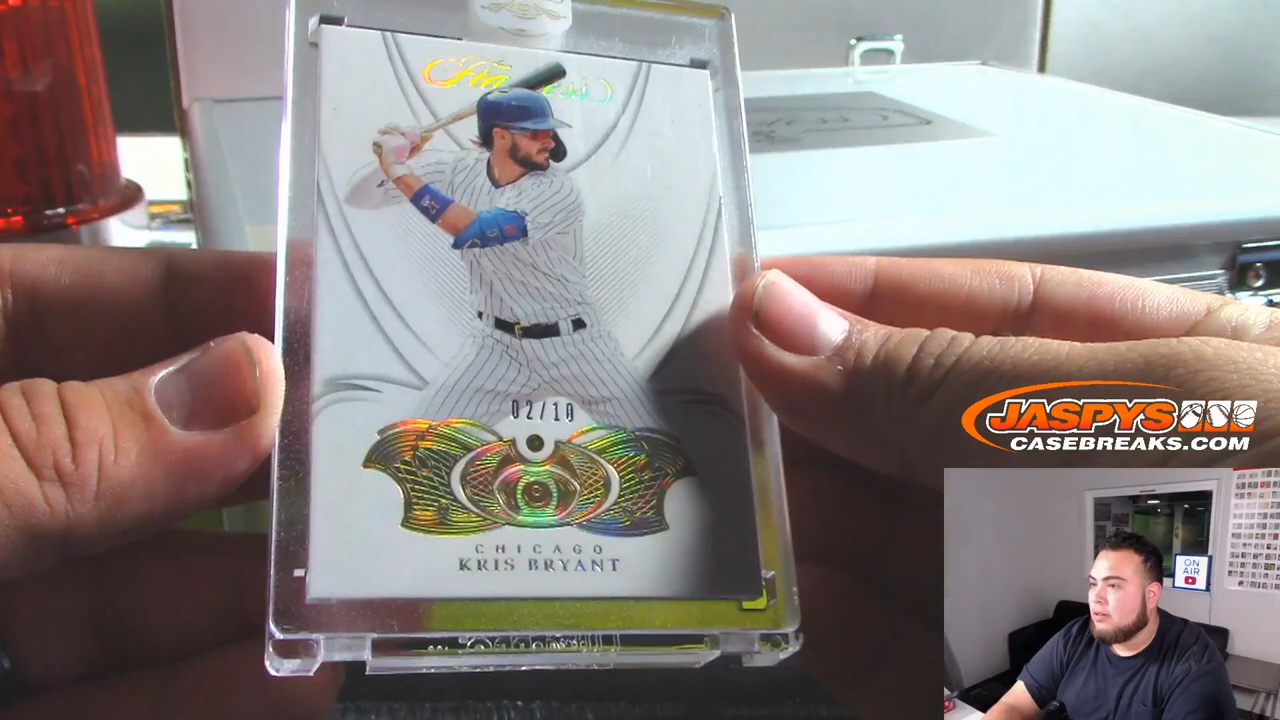 Flawless
02/10
CHICAGO
KRIS BRYANT
JASPYS
CASEBREAKS.COM
ON
AIR